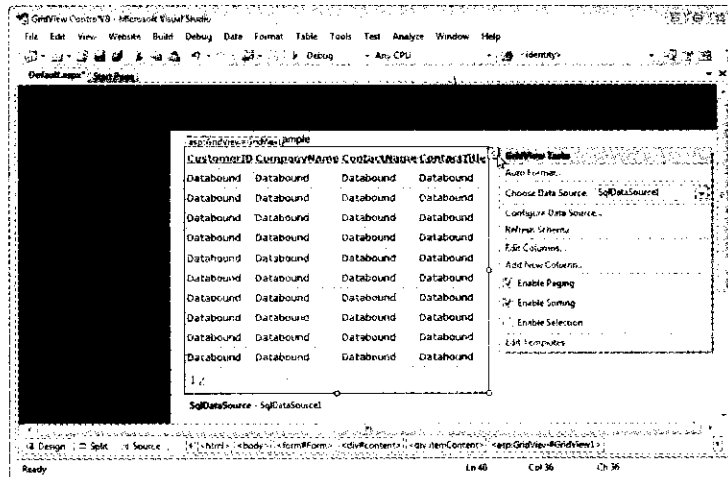 GridView Control VB - Microsoft Visual Studio
File Edit View Website Build Debug Data Format Table Tools Test Analyze Window Help
Debug Any CPU <identity>
Default.aspx* Start Page
asp:GridView#GridView1 ample
CustomerID CompanyName ContactName ContactTitle
Databound Databound Databound Databound
Databound Databound Databound Databound
Databound Databound Databound Databound
Databound Databound Databound Databound
Databound Databound Databound Databound
Databound Databound Databound Databound
Databound Databound Databound Databound
Databound Databound Databound Databound
Databound Databound Databound Databound
Databound Databound Databound Databound
1 2
SqlDataSource - SqlDataSource1
GridView Tasks
Auto Format...
Choose Data Source: SqlDataSource1
Configure Data Source...
Refresh Schema
Edit Columns...
Add New Column...
Enable Paging
Enable Sorting
Enable Selection
Edit Templates
Design Split Source <html> <body> <form#Form> <div#content> <div.itemContent> <asp:GridView#GridView1>
Ready Ln 48 Col 36 Ch 36